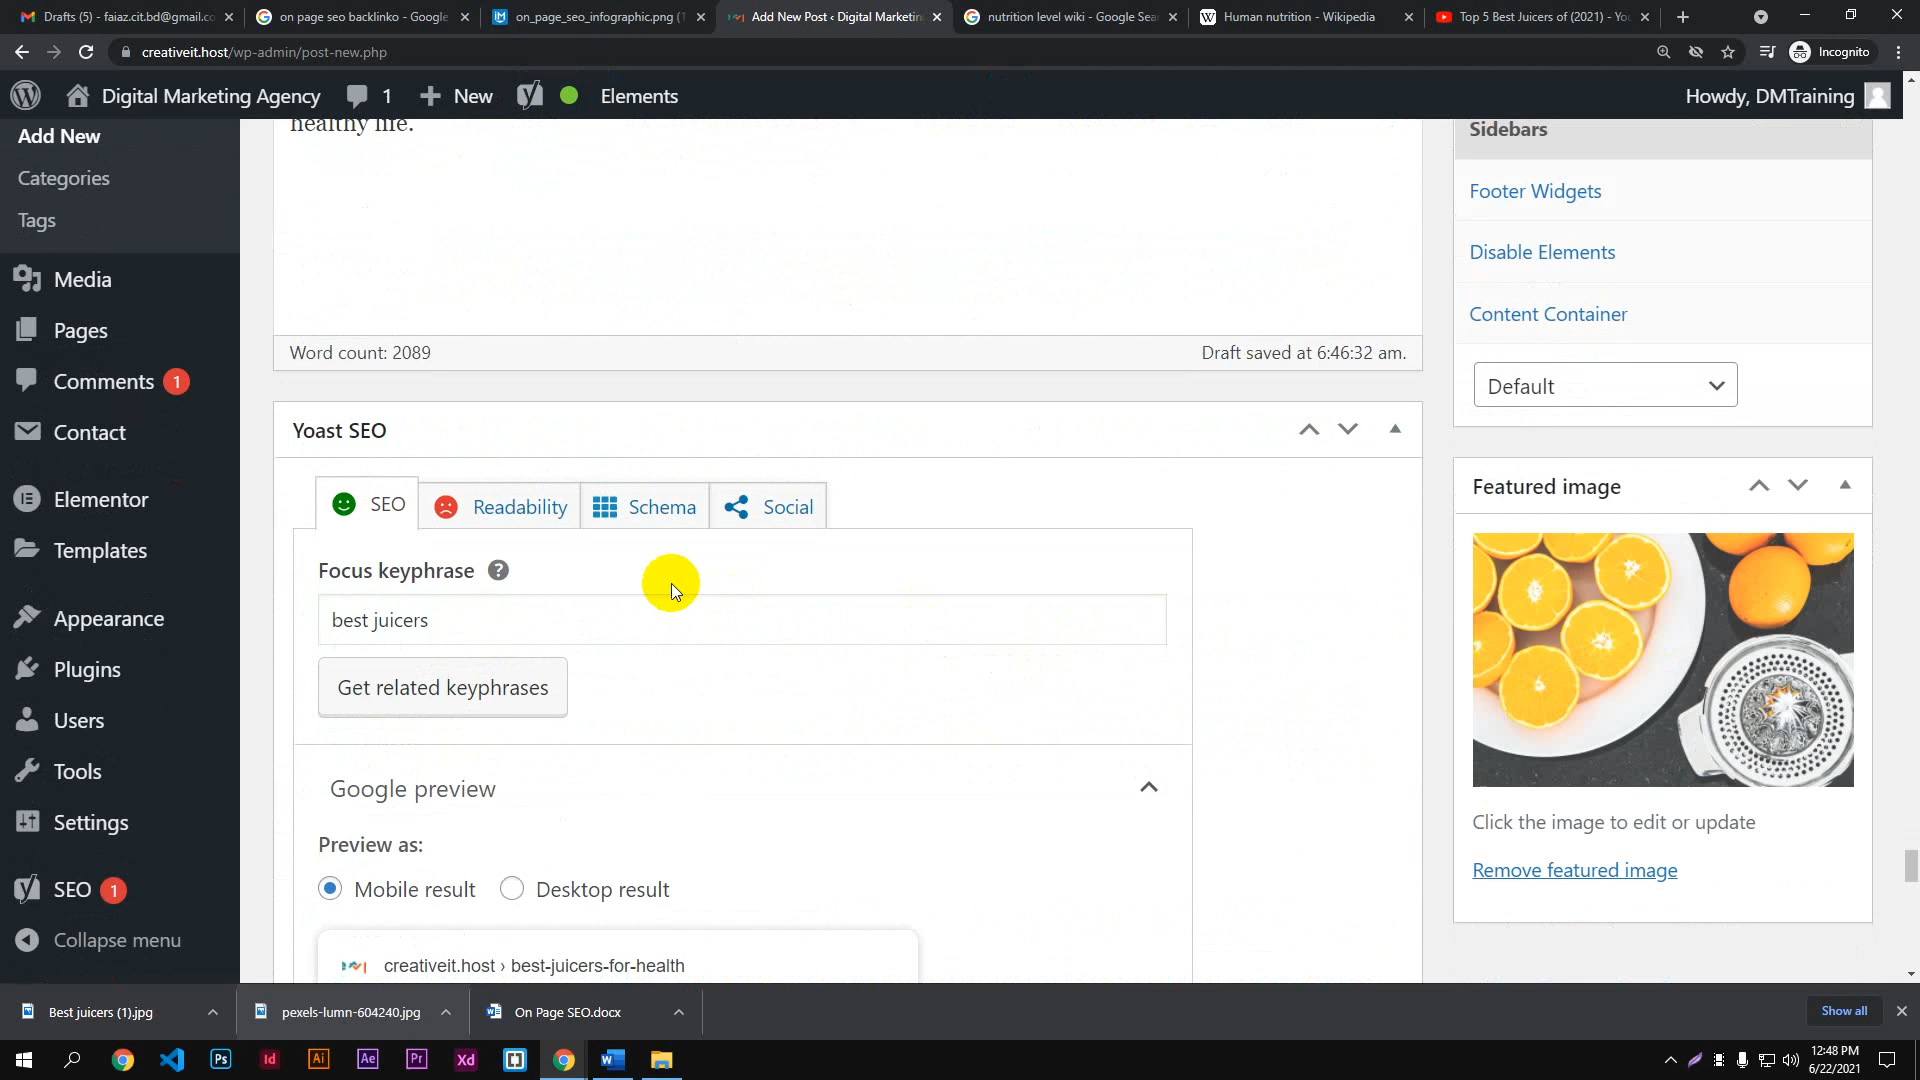 Drafts (5) - faiaz.cit.bd@gmail.co
on page seo backlinko - Google
on_page_seo_infographic.png (1
Add New Post ‹ Digital Marketin
nutrition level wiki - Google Sea
Human nutrition - Wikipedia
Top 5 Best Juicers of (2021) - Yo
creativeit.host/wp-admin/post-new.php
Incognito
Digital Marketing Agency
1
New
Elements
Howdy, DMTraining
Add New
Categories
Tags
Media
Pages
Comments 1
Contact
Elementor
Templates
Appearance
Plugins
Users
Tools
Settings
SEO 1
Collapse menu
healthy life.
Word count: 2089
Draft saved at 6:46:32 am.
Yoast SEO
SEO
Readability
Schema
Social
Focus keyphrase ?
best juicers
Get related keyphrases
Google preview
Preview as:
Mobile result
Desktop result
creativeit.host › best-juicers-for-health
Sidebars
Footer Widgets
Disable Elements
Content Container
Default
Featured image
Click the image to edit or update
Remove featured image
Best juicers (1).jpg
pexels-lumn-604240.jpg
On Page SEO.docx
Show all
Ps
Id
Ai
Ae
Pr
Xd
12:48 PM
6/22/2021